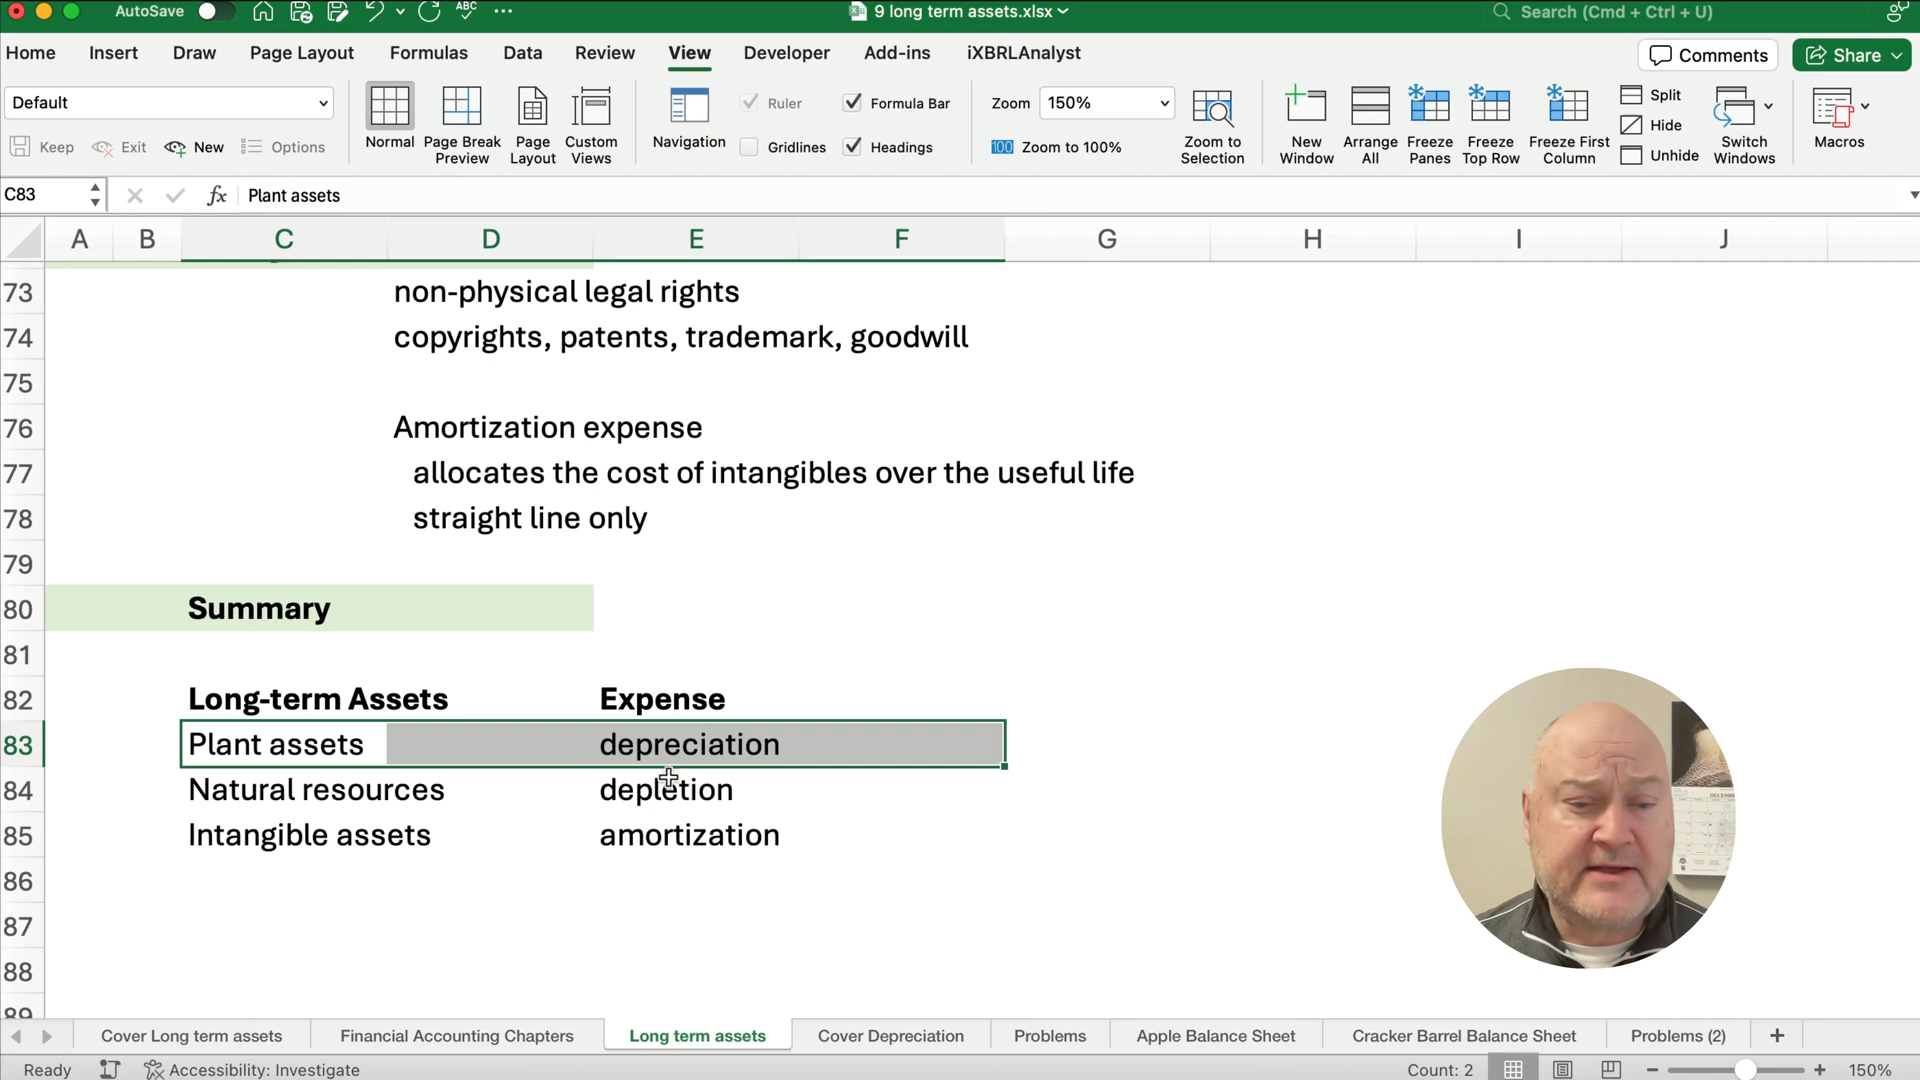 AutoSave
ABC
9 long term assets.xlsx
Search (Cmd + Ctrl + U)
Home Insert Draw Page Layout Formulas Data Review View Developer Add-ins iXBRLAnalyst Comments Share
Default
Keep Exit New Options
Normal
Page Break Preview
Page Layout
Custom Views
Navigation
Ruler
Gridlines
Formula Bar
Headings
Zoom 150%
100 Zoom to 100%
Zoom to Selection
New Window
Arrange All
Freeze Panes
Freeze Top Row
Freeze First Column
Split
Hide
Unhide
Switch Windows
Macros
C83 fx Plant assets
A B C D E F G H I J
73 non-physical legal rights
74 copyrights, patents, trademark, goodwill
75
76 Amortization expense
77 allocates the cost of intangibles over the useful life
78 straight line only
79
80 Summary
81
82 Long-term Assets Expense
83 Plant assets depreciation
84 Natural resources depletion
85 Intangible assets amortization
86
87
88
89
Cover Long term assets Financial Accounting Chapters Long term assets Cover Depreciation Problems Apple Balance Sheet Cracker Barrel Balance Sheet Problems (2)
Ready Accessibility: Investigate Count: 2 150%